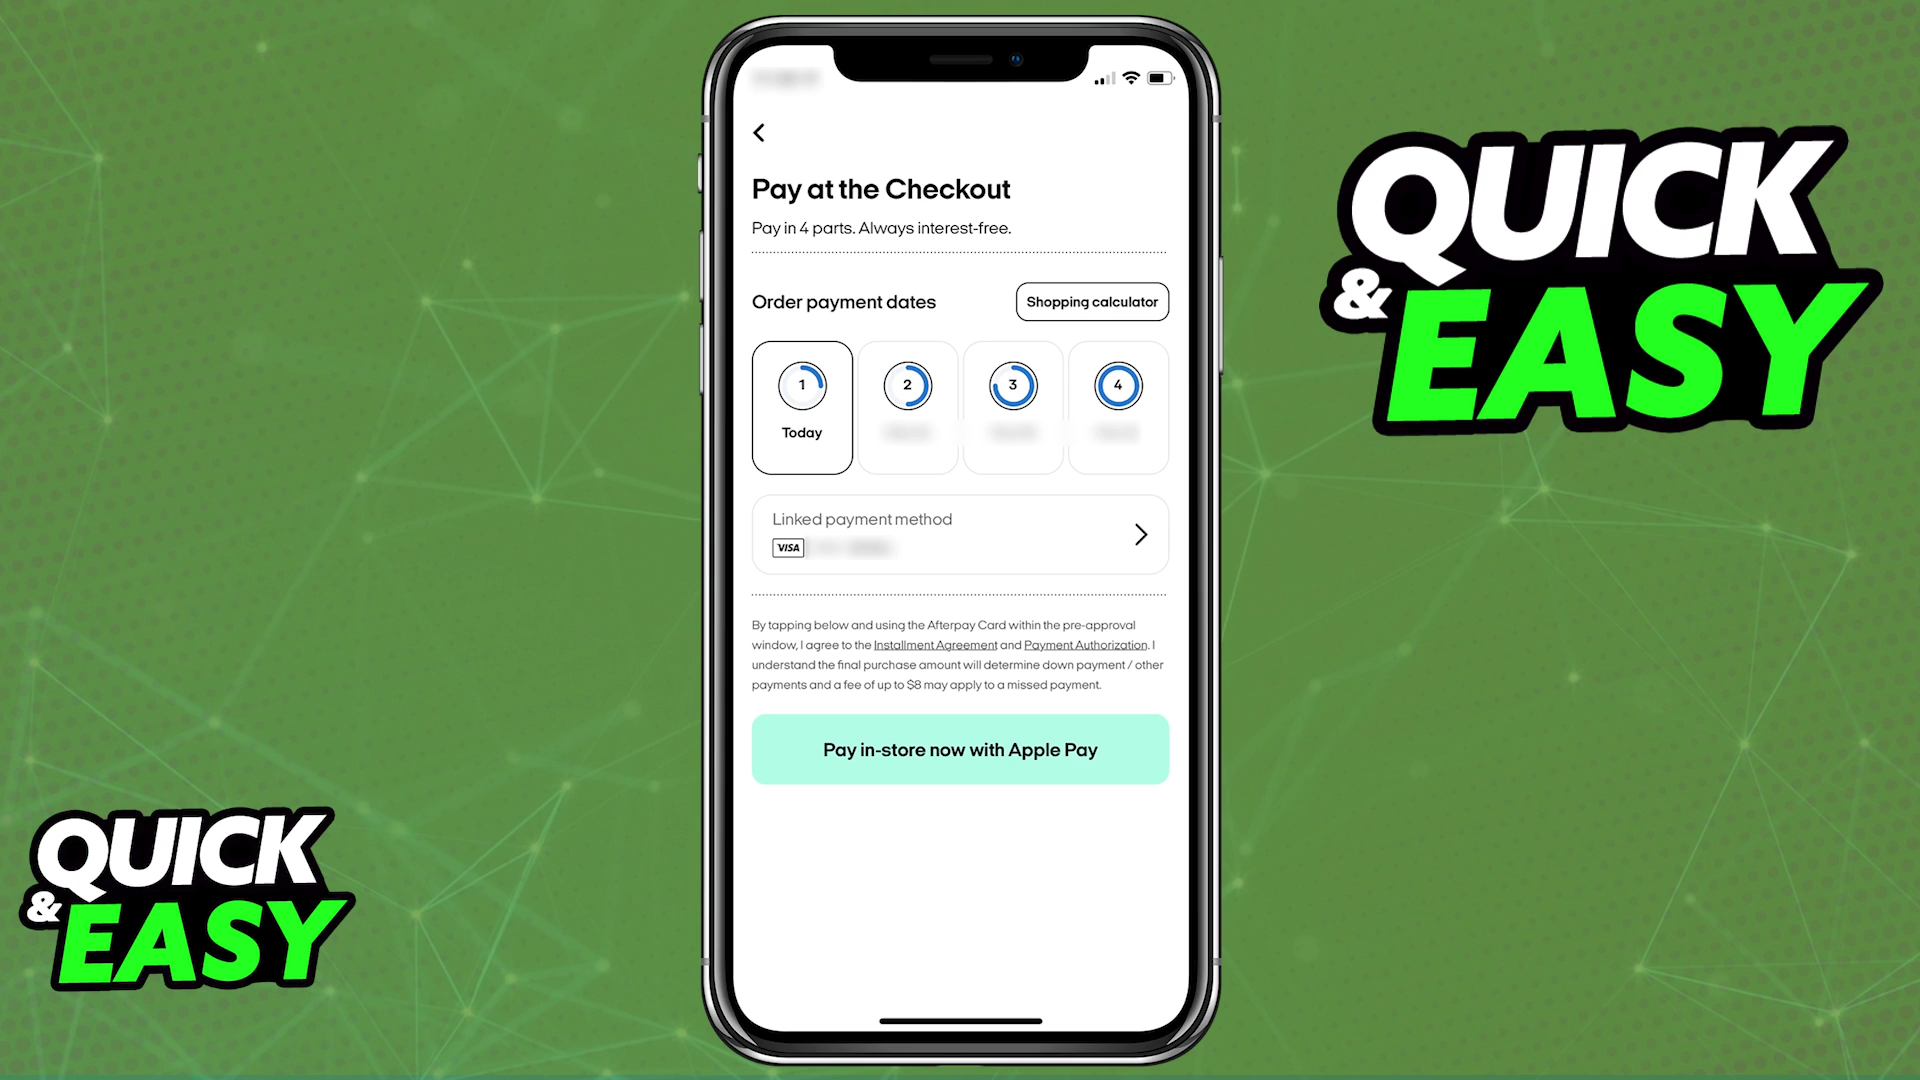 Pay at the Checkout
Pay in 4 parts. Always interest-free.
Order payment dates
Shopping calculator
1
2
3
4
Today
Linked payment method
VISA
By tapping below and using the Afterpay Card within the pre-approval
window, I agree to the Installment Agreement and Payment Authorization. I
understand the final purchase amount will determine down payment / other
payments and a fee of up to $8 may apply to a missed payment.
Pay in-store now with Apple Pay
QUICK
& EASY
QUICK
& EASY